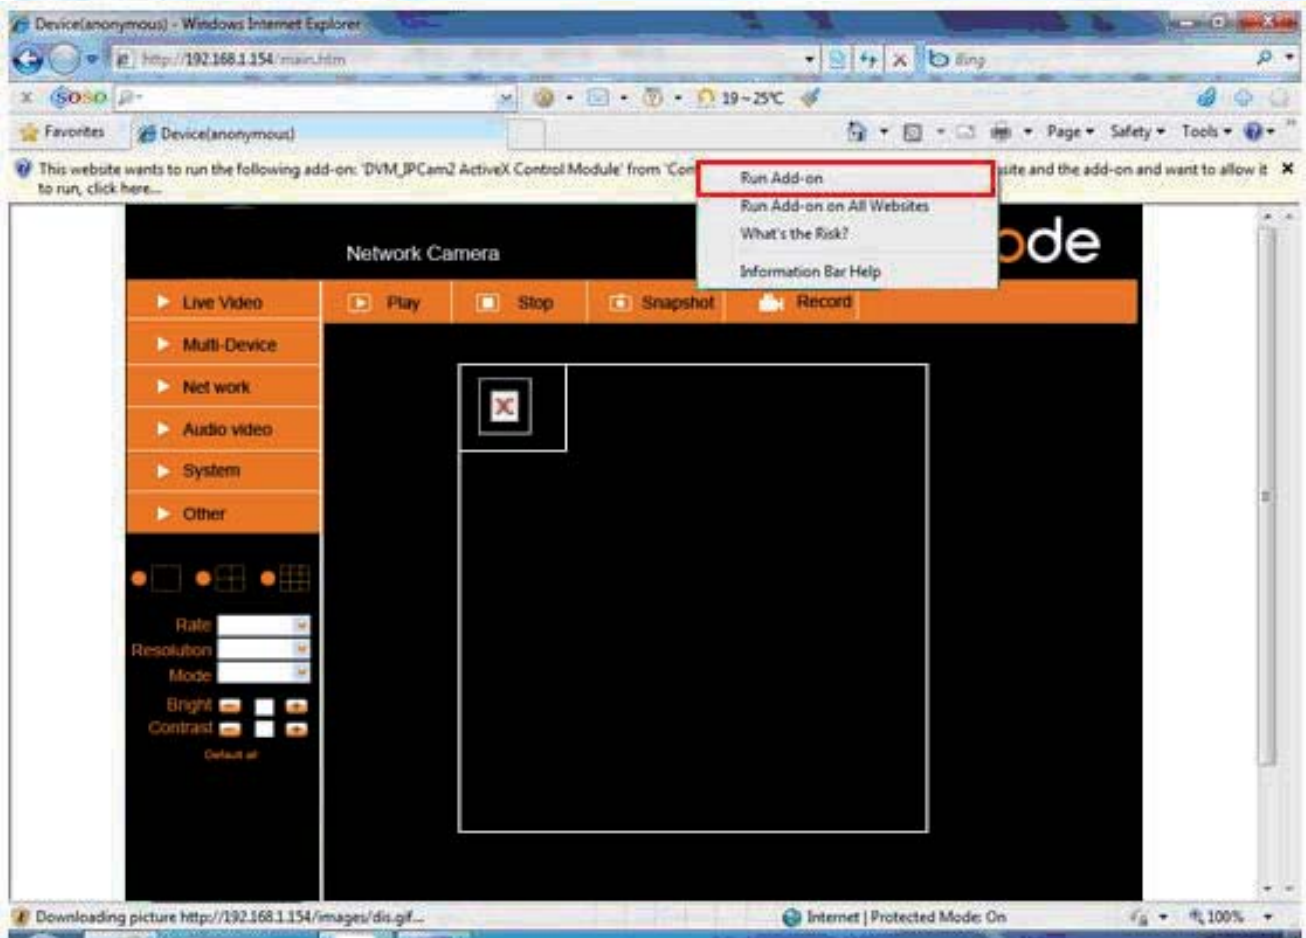 Device(anonymous) - Windows Internet Explorer
http://192.168.1.154/main.htm
Bing
SOSO
19~25℃
Favorites
Device(anonymous)
Page
Safety
Tools
This website wants to run the following add-on: 'DVM_IPCam2 ActiveX Control Module' from 'Com
site and the add-on and want to allow it
to run, click here...
Run Add-on
Run Add-on on All Websites
What's the Risk?
Information Bar Help
Network Camera
ode
Live Video
Play
Stop
Snapshot
Record
Multi-Device
Net work
Audio video
System
Other
Rate
Resolution
Mode
Bright
Contrast
Default all
Downloading picture http://192.168.1.154/images/dis.gif...
Internet | Protected Mode: On
100%